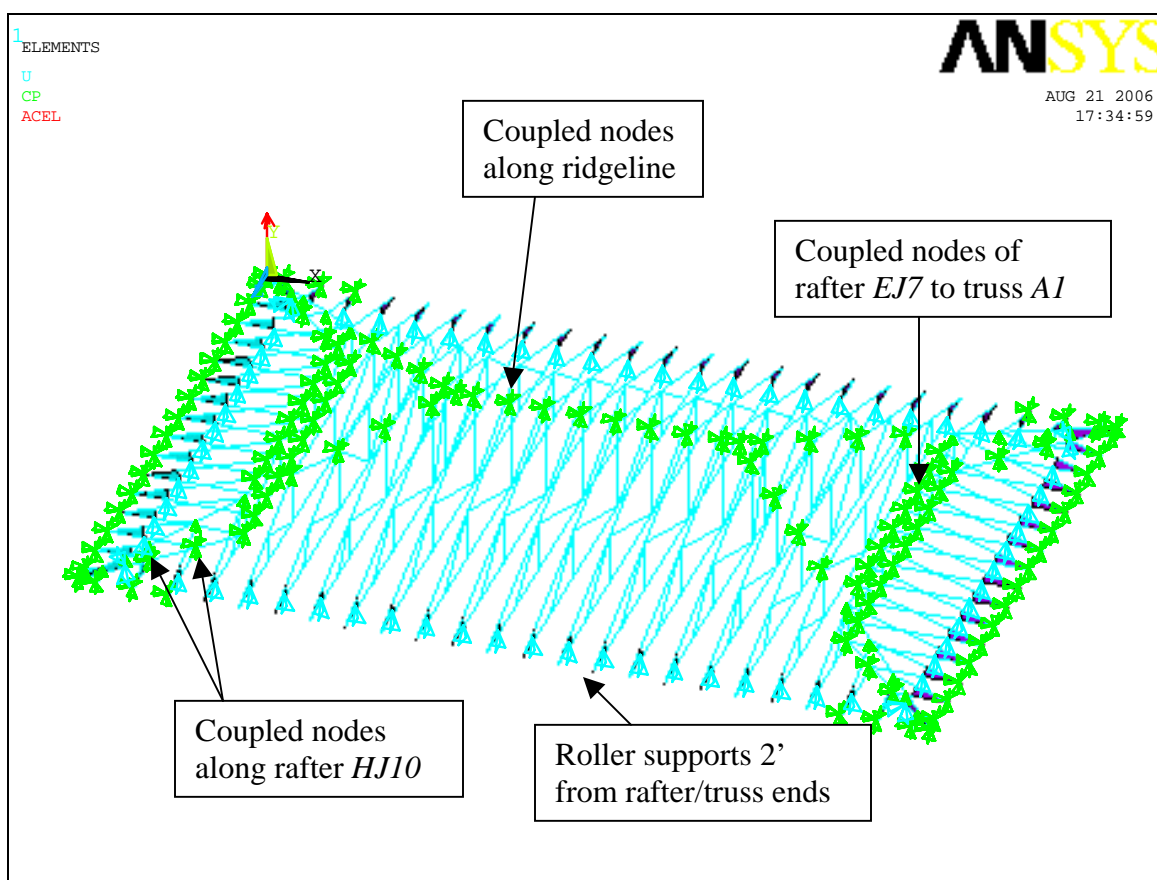 1
ELEMENTS
U
CP
ACEL
ANSYS
AUG 21 2006
17:34:59
Coupled nodes
along ridgeline
Coupled nodes of
rafter EJ7 to truss A1
Y
X
Coupled nodes
along rafter HJ10
Roller supports 2’
from rafter/truss ends